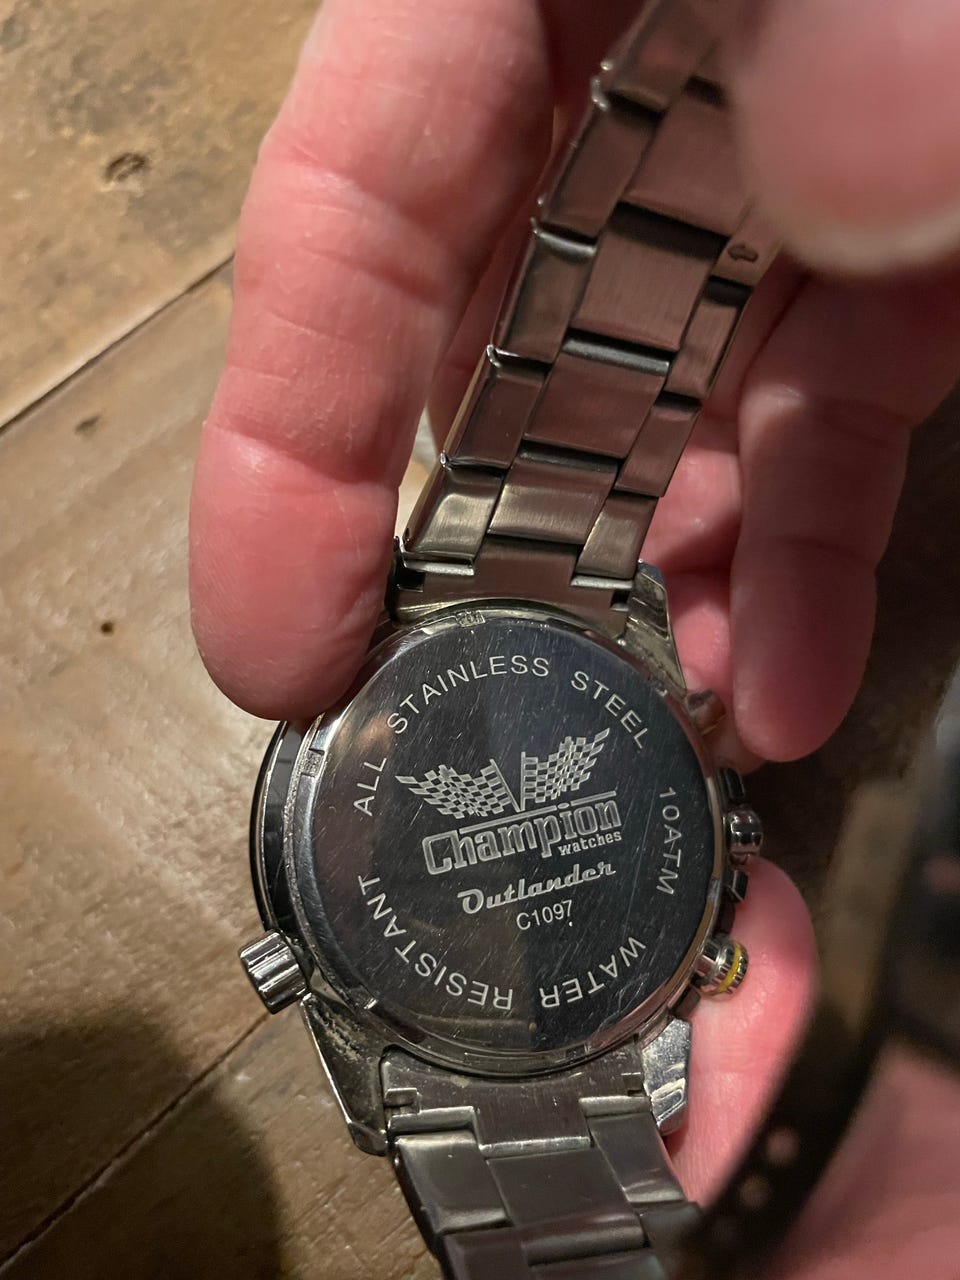 ALL STAINLESS STEEL
10ATM
WATER RESISTANT
Champion
watches
Outlander
C1097